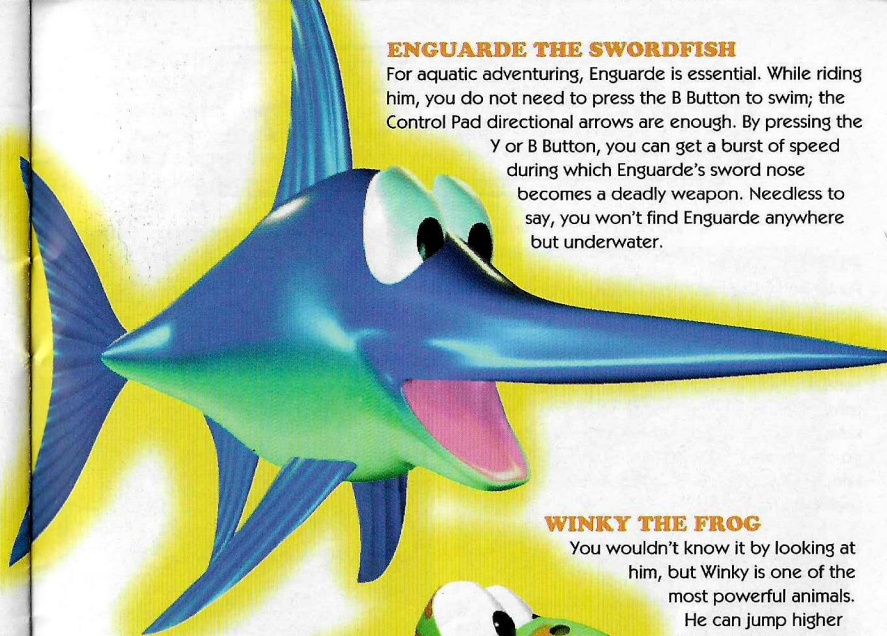 ENGUARDE THE SWORDFISH
For aquatic adventuring, Enguarde is essential. While riding
him, you do not need to press the B Button to swim; the
Control Pad directional arrows are enough. By pressing the
Y or B Button, you can get a burst of speed
during which Enguarde's sword nose
becomes a deadly weapon. Needless to
say, you won't find Enguarde anywhere
but underwater.
WINKY THE FROG
You wouldn't know it by looking at
him, but Winky is one of the
most powerful animals.
He can jump higher